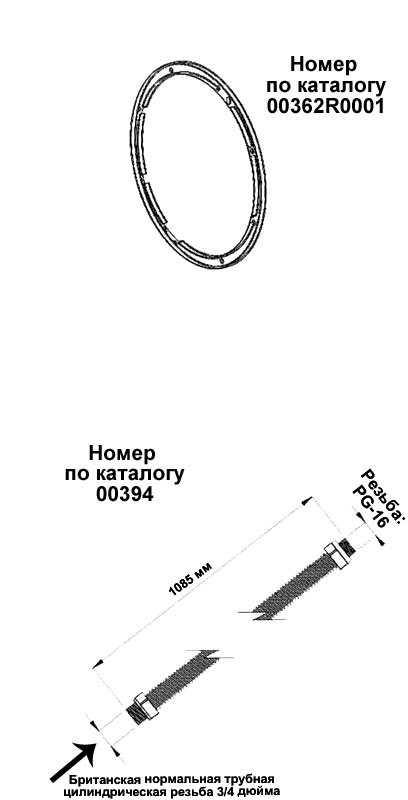 Номер
по каталогу
00362R0001
Номер
по каталогу
00394
Резьба:
PG-16
1085 мм
Британская нормальная трубная
цилиндрическая резьба 3/4 дюйма